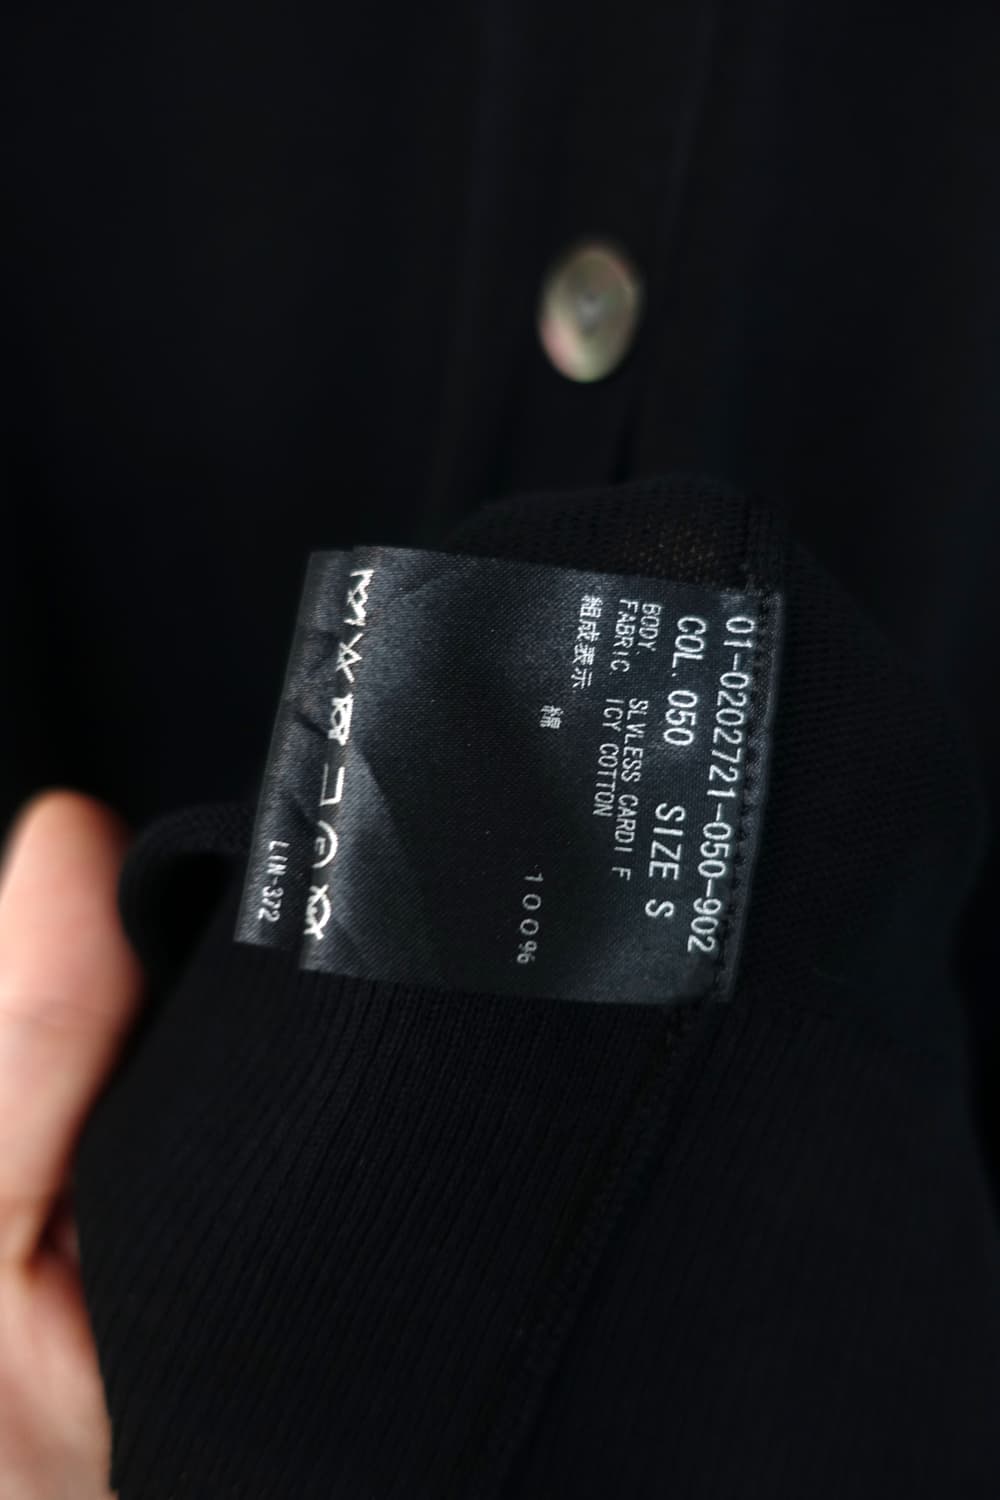 01-0202721-050-902
COL. 050 SIZE S
BODY. SLVLESS CARDI F
FABRIC. ICY COTTON
組成表示
綿 100%
LIN-372